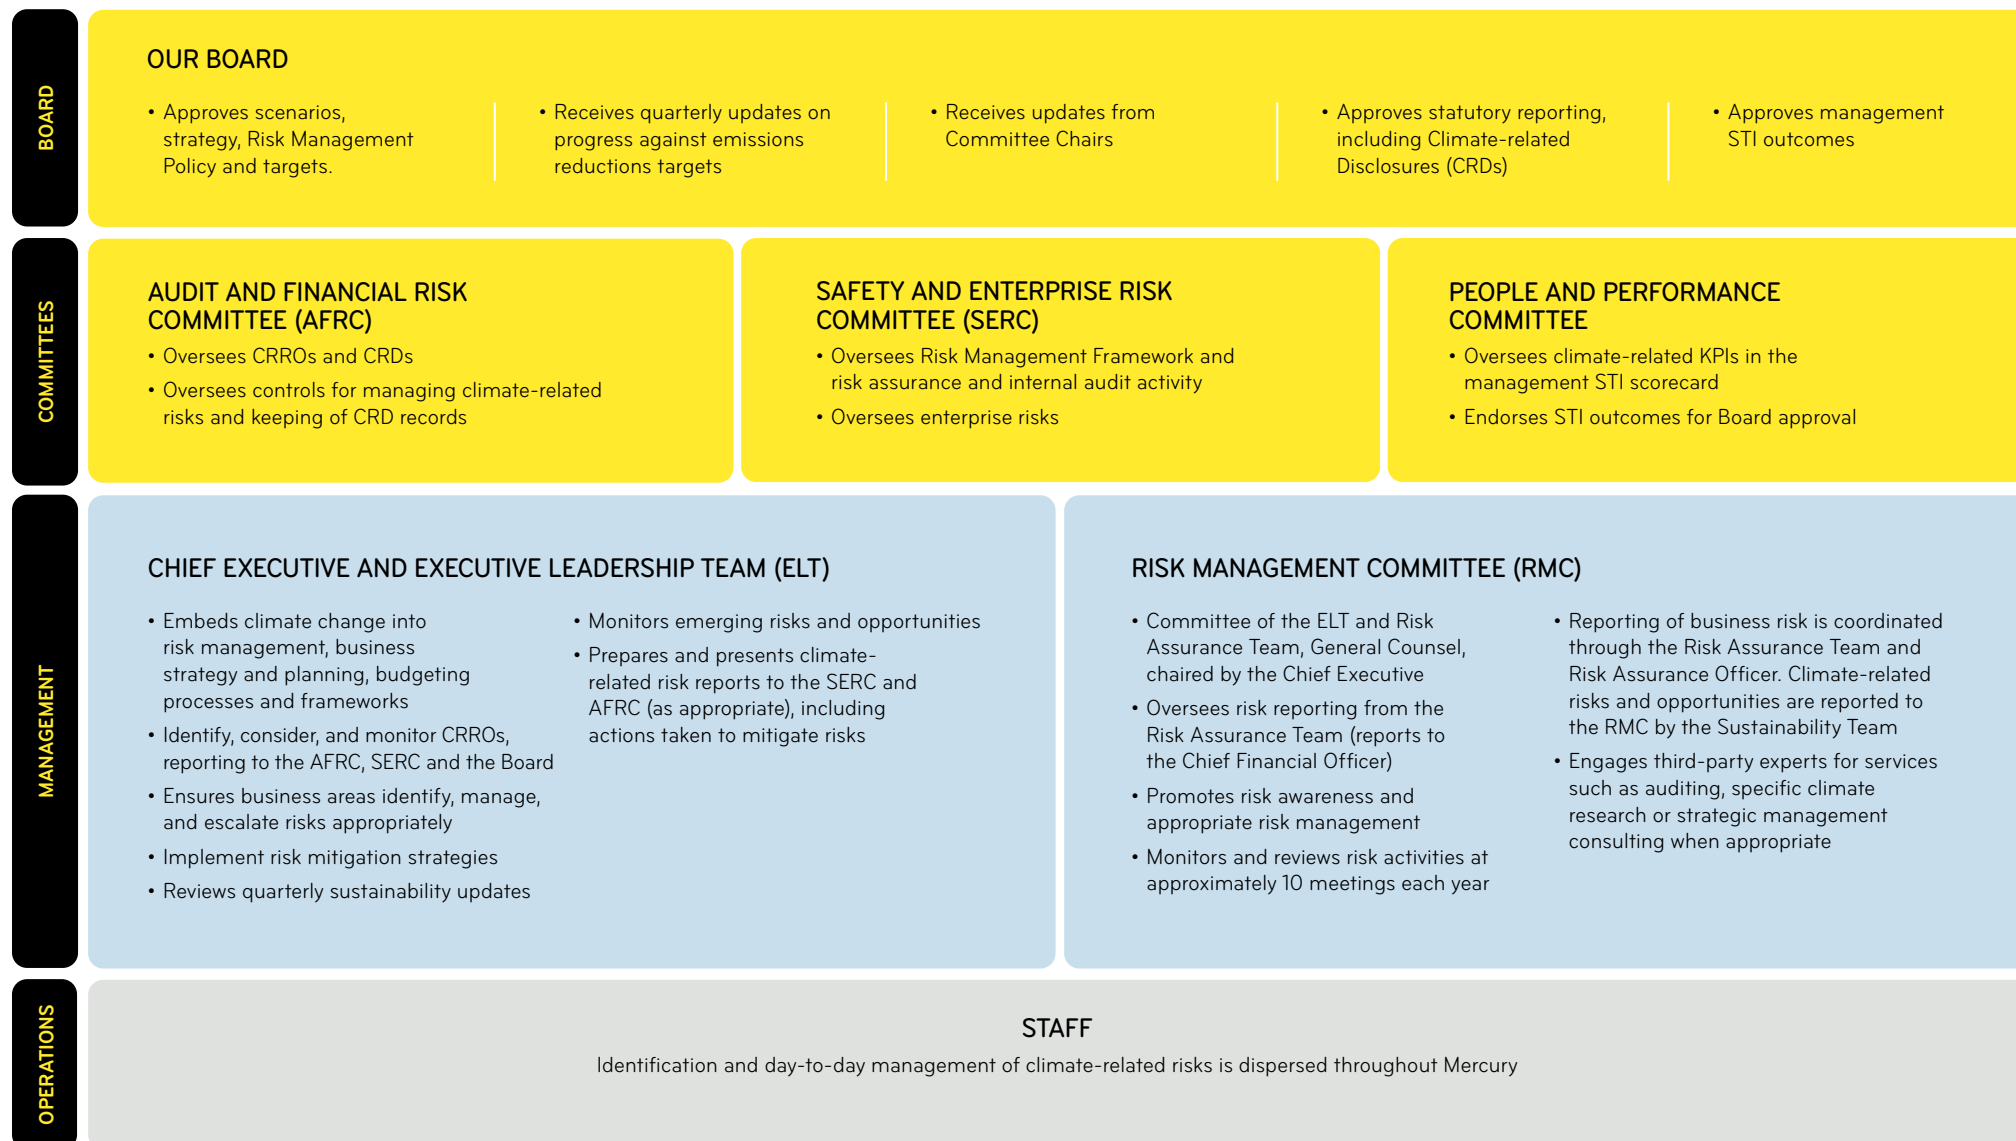 BOARD
OUR BOARD
• Approves scenarios,
strategy, Risk Management
Policy and targets.
• Receives quarterly updates on
progress against emissions
reductions targets
• Receives updates from
Committee Chairs
• Approves statutory reporting,
including Climate-related
Disclosures (CRDs)
• Approves management
STI outcomes
COMMITTEES
AUDIT AND FINANCIAL RISK
COMMITTEE (AFRC)
• Oversees CRROs and CRDs
• Oversees controls for managing climate-related
risks and keeping of CRD records
SAFETY AND ENTERPRISE RISK
COMMITTEE (SERC)
• Oversees Risk Management Framework and
risk assurance and internal audit activity
• Oversees enterprise risks
PEOPLE AND PERFORMANCE
COMMITTEE
• Oversees climate-related KPIs in the
management STI scorecard
• Endorses STI outcomes for Board approval
MANAGEMENT
CHIEF EXECUTIVE AND EXECUTIVE LEADERSHIP TEAM (ELT)
• Embeds climate change into
risk management, business
strategy and planning, budgeting
processes and frameworks
• Identify, consider, and monitor CRROs,
reporting to the AFRC, SERC and the Board
• Ensures business areas identify, manage,
and escalate risks appropriately
• Implement risk mitigation strategies
• Reviews quarterly sustainability updates
• Monitors emerging risks and opportunities
• Prepares and presents climate-
related risk reports to the SERC and
AFRC (as appropriate), including
actions taken to mitigate risks
RISK MANAGEMENT COMMITTEE (RMC)
• Committee of the ELT and Risk
Assurance Team, General Counsel,
chaired by the Chief Executive
• Oversees risk reporting from the
Risk Assurance Team (reports to
the Chief Financial Officer)
• Promotes risk awareness and
appropriate risk management
• Monitors and reviews risk activities at
approximately 10 meetings each year
• Reporting of business risk is coordinated
through the Risk Assurance Team and
Risk Assurance Officer. Climate-related
risks and opportunities are reported to
the RMC by the Sustainability Team
• Engages third-party experts for services
such as auditing, specific climate
research or strategic management
consulting when appropriate
OPERATIONS
STAFF
Identification and day-to-day management of climate-related risks is dispersed throughout Mercury